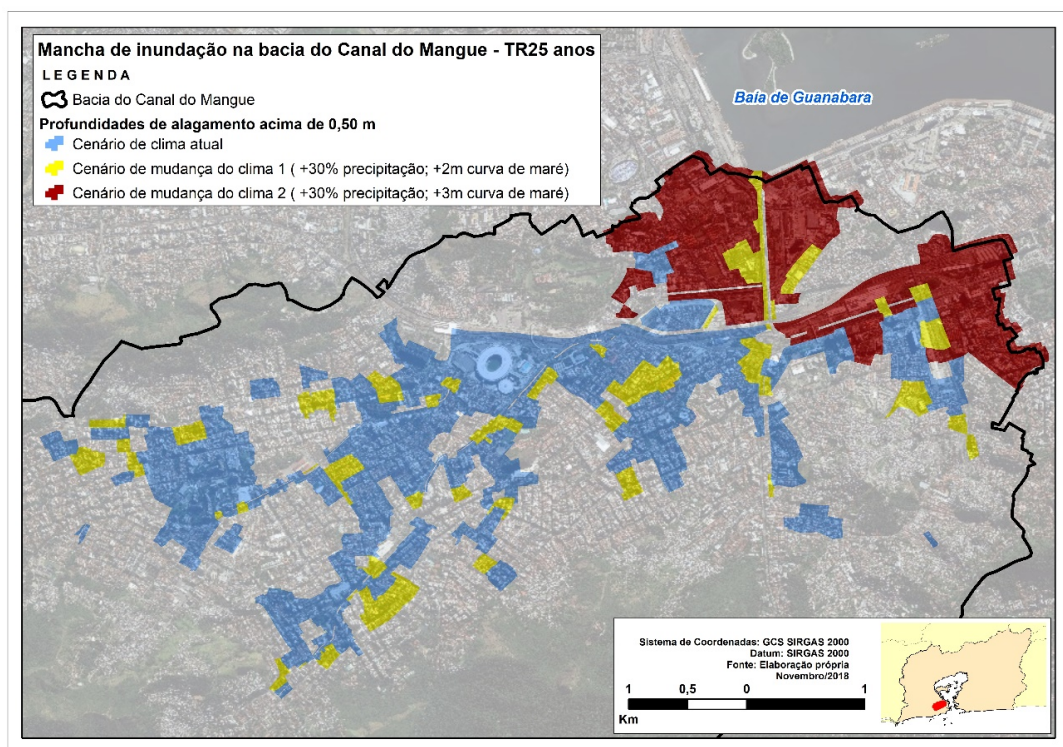 Mancha de inundação na bacia do Canal do Mangue - TR25 anos
LEGENDA
Bacia do Canal do Mangue
Profundidades de alagamento acima de 0,50 m
Cenário de clima atual
Cenário de mudança do clima 1 ( +30% precipitação; +2m curva de maré)
Cenário de mudança do clima 2 ( +30% precipitação; +3m curva de maré)
Baía de Guanabara
Sistema de Coordenadas: GCS SIRGAS 2000
Datum: SIRGAS 2000
Fonte: Elaboração própria
Novembro/2018
1 0,5 0 1
Km